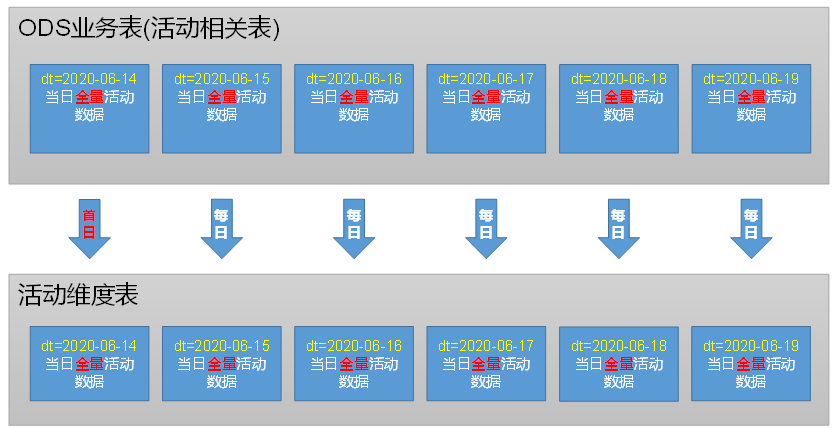 ODS业务表(活动相关表)
dt=2020-06-14
当日全量活动
数据
dt=2020-06-15
当日全量活动
数据
dt=2020-06-16
当日全量活动
数据
dt=2020-06-17
当日全量活动
数据
dt=2020-06-18
当日全量活动
数据
dt=2020-06-19
当日全量活动
数据
首
日
每
日
每
日
每
日
每
日
每
日
活动维度表
dt=2020-06-14
当日全量活动
数据
dt=2020-06-15
当日全量活动
数据
dt=2020-06-16
当日全量活动
数据
dt=2020-06-17
当日全量活动
数据
dt=2020-06-18
当日全量活动
数据
dt=2020-06-19
当日全量活动
数据